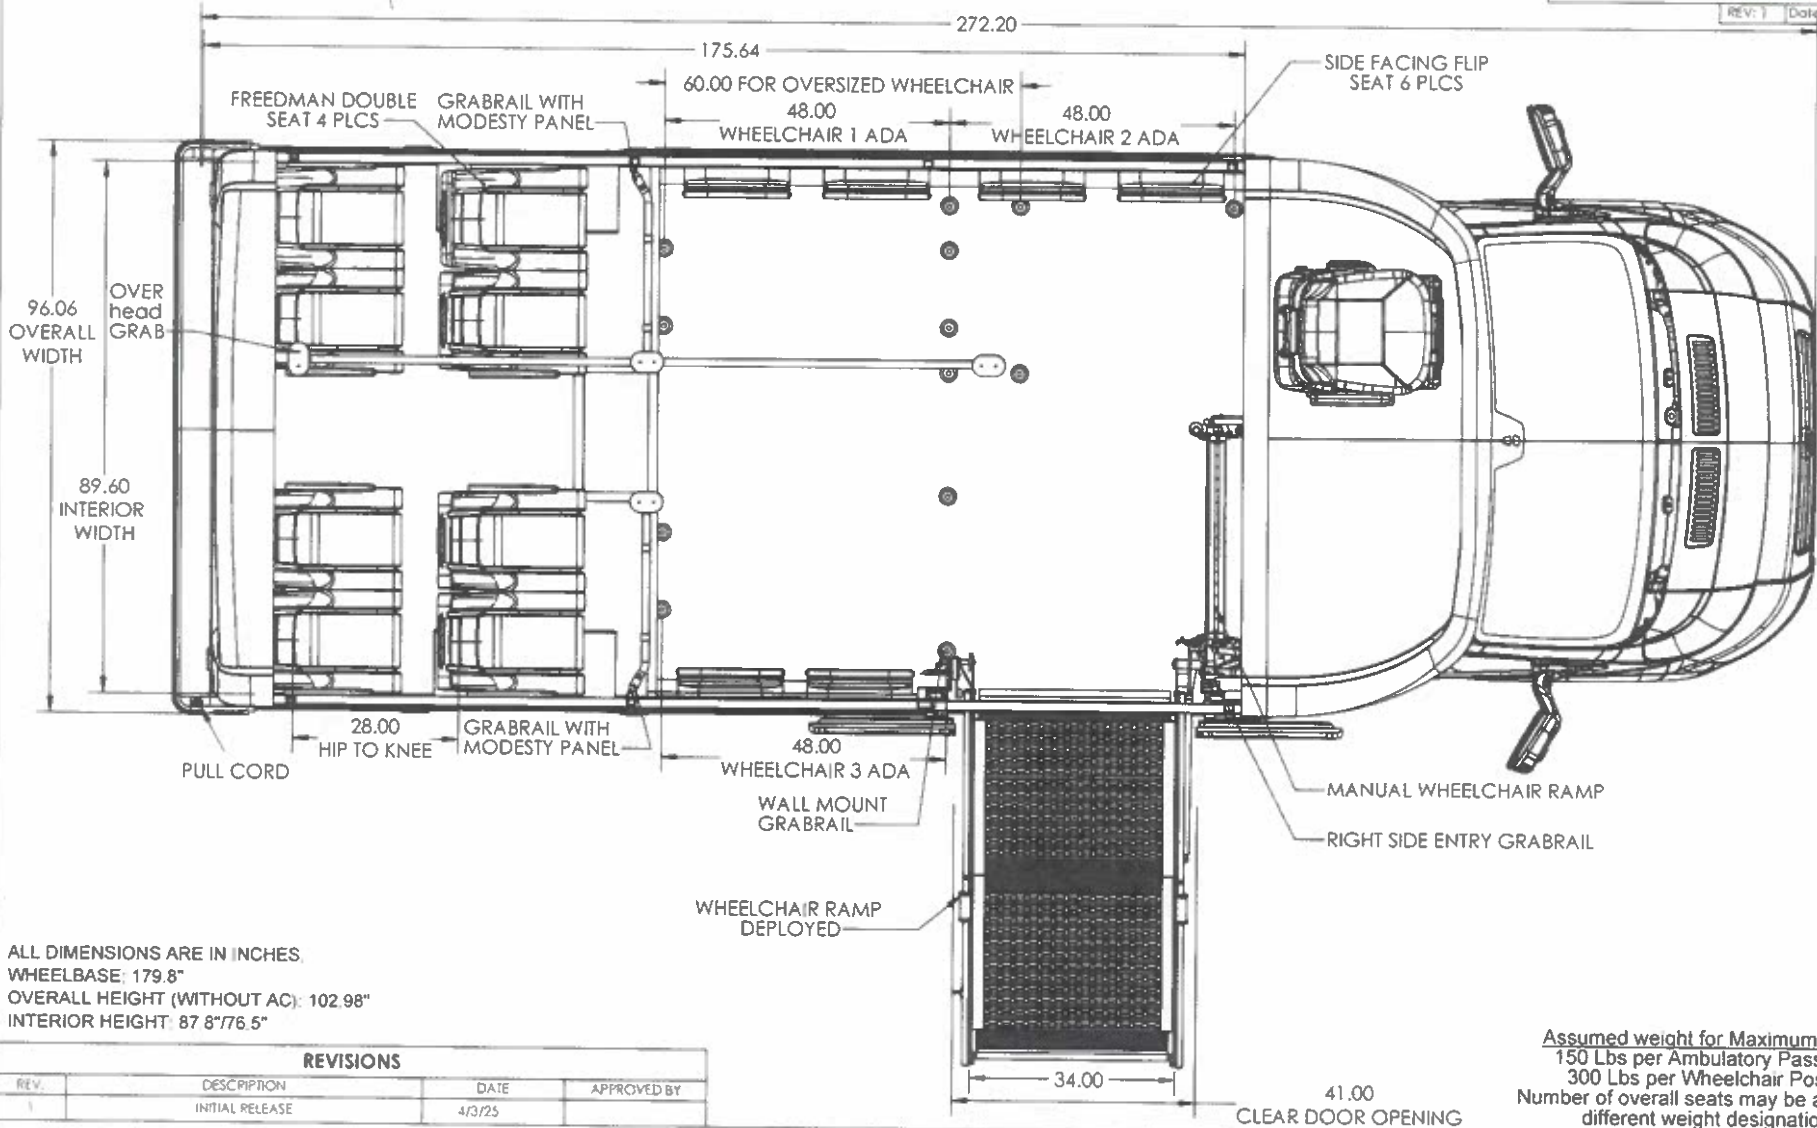 REV: 1 Date
272.20
175.64
60.00 FOR OVERSIZED WHEELCHAIR
48.00
WHEELCHAIR 1 ADA
48.00
WHEELCHAIR 2 ADA
SIDE FACING FLIP
SEAT 6 PLCS
FREEDMAN DOUBLE
SEAT 4 PLCS
GRABRAIL WITH
MODESTY PANEL
96.06
OVERALL
WIDTH
OVER
head
GRAB
89.60
INTERIOR
WIDTH
28.00
HIP TO KNEE
GRABRAIL WITH
MODESTY PANEL
PULL CORD
48.00
WHEELCHAIR 3 ADA
WALL MOUNT
GRABRAIL
MANUAL WHEELCHAIR RAMP
RIGHT SIDE ENTRY GRABRAIL
WHEELCHAIR RAMP
DEPLOYED
34.00
41.00
CLEAR DOOR OPENING
ALL DIMENSIONS ARE IN INCHES.
WHEELBASE: 179.8"
OVERALL HEIGHT (WITHOUT AC): 102.98"
INTERIOR HEIGHT: 87.8"/76.5"
REVISIONS
REV. DESCRIPTION DATE APPROVED BY
1 INITIAL RELEASE 4/3/25
Assumed weight for Maximum
150 Lbs per Ambulatory Pass
300 Lbs per Wheelchair Pos
Number of overall seats may be a
different weight designatio